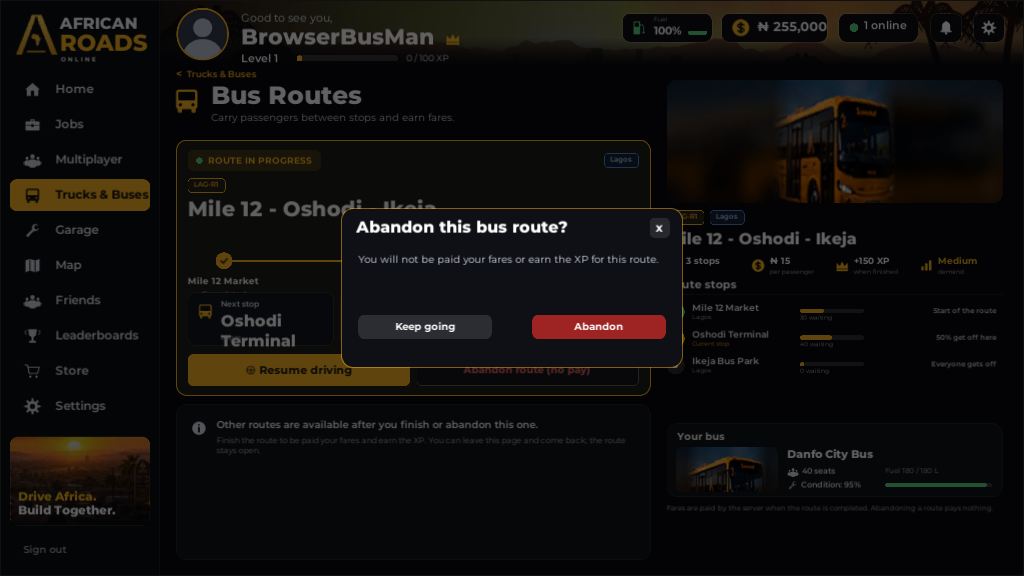 AFRICAN
ROADS
ONLINE
Home
Jobs
Multiplayer
Trucks & Buses
Garage
Map
Friends
Leaderboards
Store
Settings
Drive Africa.
Build Together.
Sign out
Good to see you,
BrowserBusMan
Level 1
0 / 100 XP
Fuel
100%
₦ 255,000
1 online
< Trucks & Buses
Bus Routes
Carry passengers between stops and earn fares.
ROUTE IN PROGRESS
Lagos
LAG-R1
Mile 12 - Oshodi - Ikeja
Mile 12 Market
Next stop
Oshodi
Terminal
Resume driving
Abandon route (no pay)
Abandon this bus route?
x
You will not be paid your fares or earn the XP for this route.
Keep going
Abandon
Other routes are available after you finish or abandon this one.
Finish the route to be paid your fares and earn the XP. You can leave this page and come back, the route
stays open.
Lagos
Mile 12 - Oshodi - Ikeja
3 stops
₦ 15
per passenger
+150 XP
when finished
Medium
demand
Route stops
Mile 12 Market
Lagos
30 waiting
Start of the route
Oshodi Terminal
Current stop
40 waiting
50% get off here
Ikeja Bus Park
Lagos
0 waiting
Everyone gets off
Your bus
Danfo City Bus
40 seats
Fuel 180 / 180 L
Condition: 95%
Fares are paid by the server when the route is completed. Abandoning a route pays nothing.